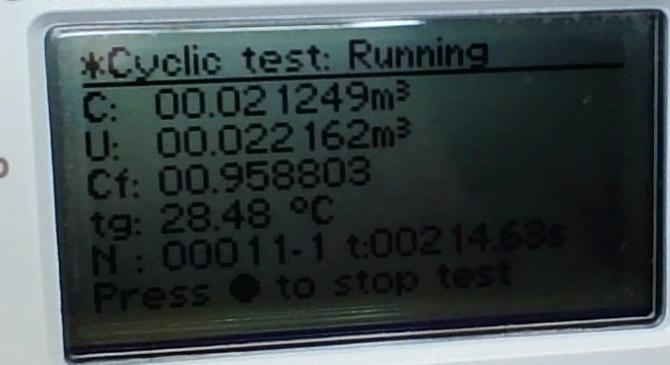 *Cyclic test: Running
C: 00.021249m³
U: 00.022162m³
Cf: 00.958803
tg: 28.48 °C
N : 00011-1 t:00214.63s
Press ● to stop test